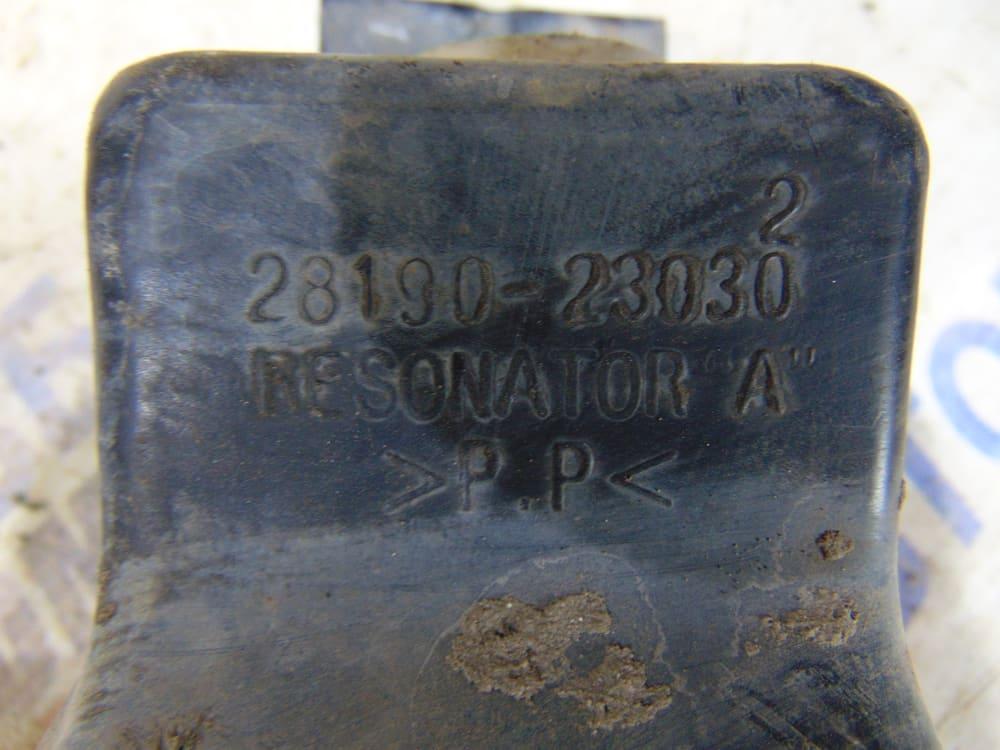 2
28190-23030
RESONATOR "A"
>P.P<